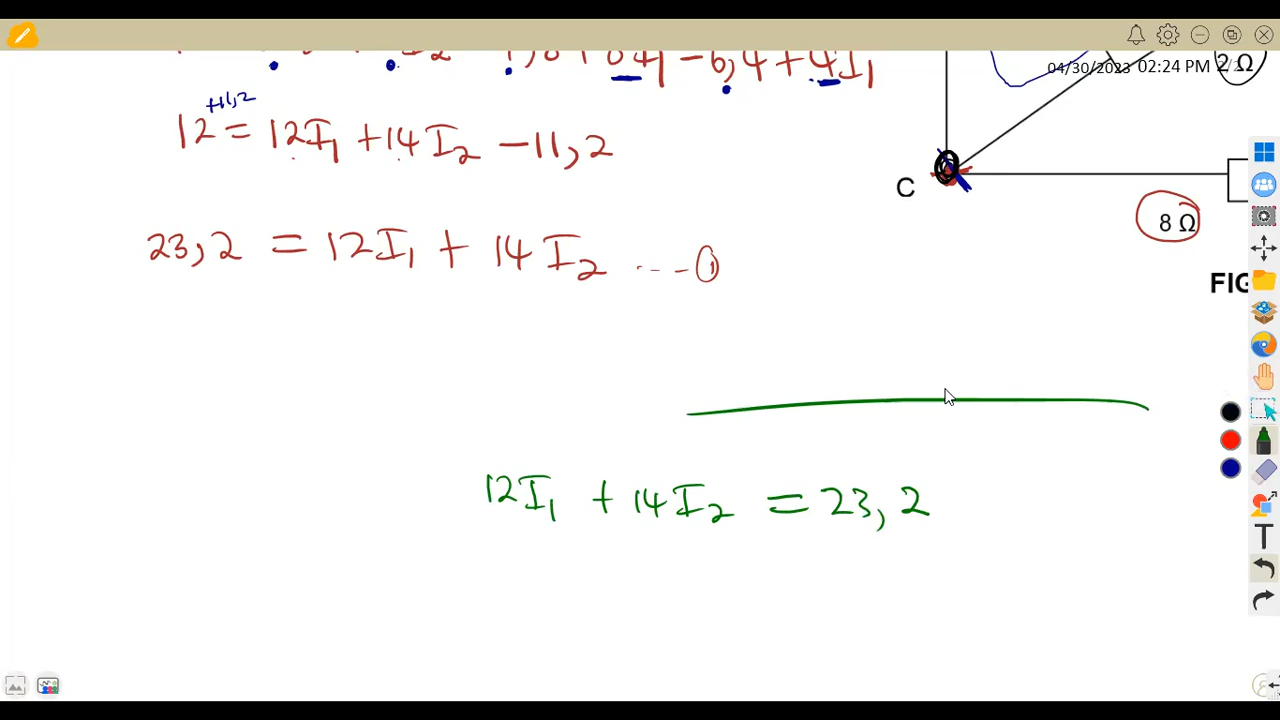 04/30/2023 02:24 PM
2 Ω
+11,2
12 = 12I₁ + 14I₂ - 11,2
C
8 Ω
23,2 = 12I₁ + 14I₂ ---- ①
FIG
12I₁ + 14I₂ = 23,2
T